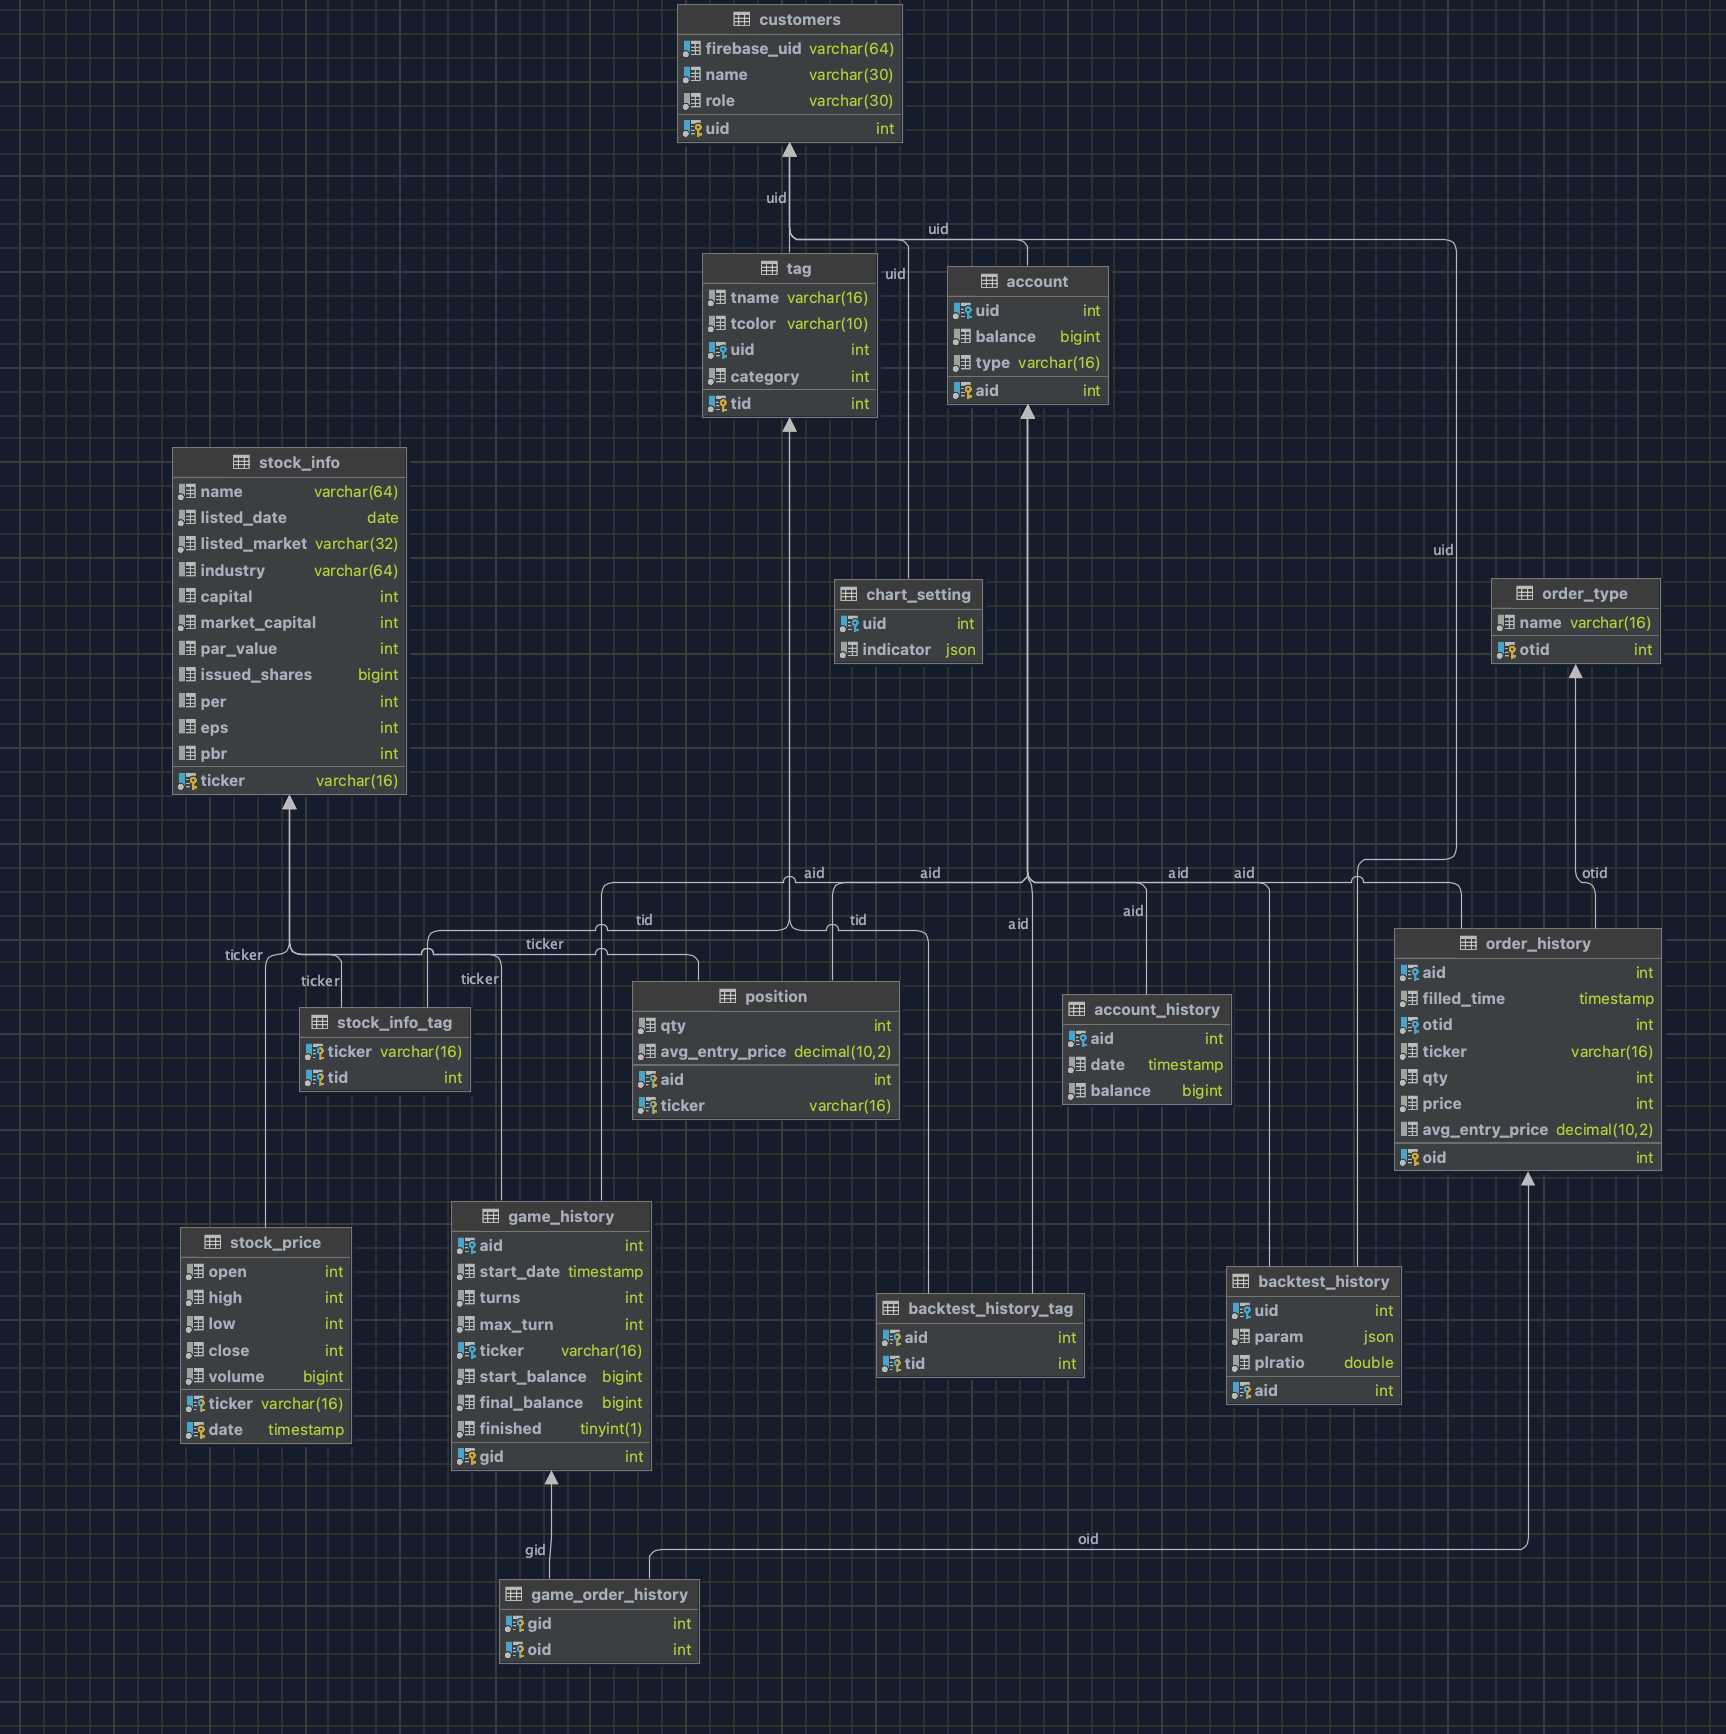 customers
firebase_uid varchar(64)
name varchar(30)
role varchar(30)
uid int
uid
uid
uid
tag
tname varchar(16)
tcolor varchar(10)
uid int
category int
tid int
account
uid int
balance bigint
type varchar(16)
aid int
stock_info
name varchar(64)
listed_date date
listed_market varchar(32)
industry varchar(64)
capital int
market_capital int
par_value int
issued_shares bigint
per int
eps int
pbr int
ticker varchar(16)
uid
chart_setting
uid int
indicator json
order_type
name varchar(16)
otid int
aid
aid
aid
aid
otid
tid
tid
aid
aid
ticker
ticker
ticker
ticker
stock_info_tag
ticker varchar(16)
tid int
position
qty int
avg_entry_price decimal(10,2)
aid int
ticker varchar(16)
account_history
aid int
date timestamp
balance bigint
order_history
aid int
filled_time timestamp
otid int
ticker varchar(16)
qty int
price int
avg_entry_price decimal(10,2)
oid int
stock_price
open int
high int
low int
close int
volume bigint
ticker varchar(16)
date timestamp
game_history
aid int
start_date timestamp
turns int
max_turn int
ticker varchar(16)
start_balance bigint
final_balance bigint
finished tinyint(1)
gid int
backtest_history_tag
aid int
tid int
backtest_history
uid int
param json
plratio double
aid int
gid
oid
game_order_history
gid int
oid int